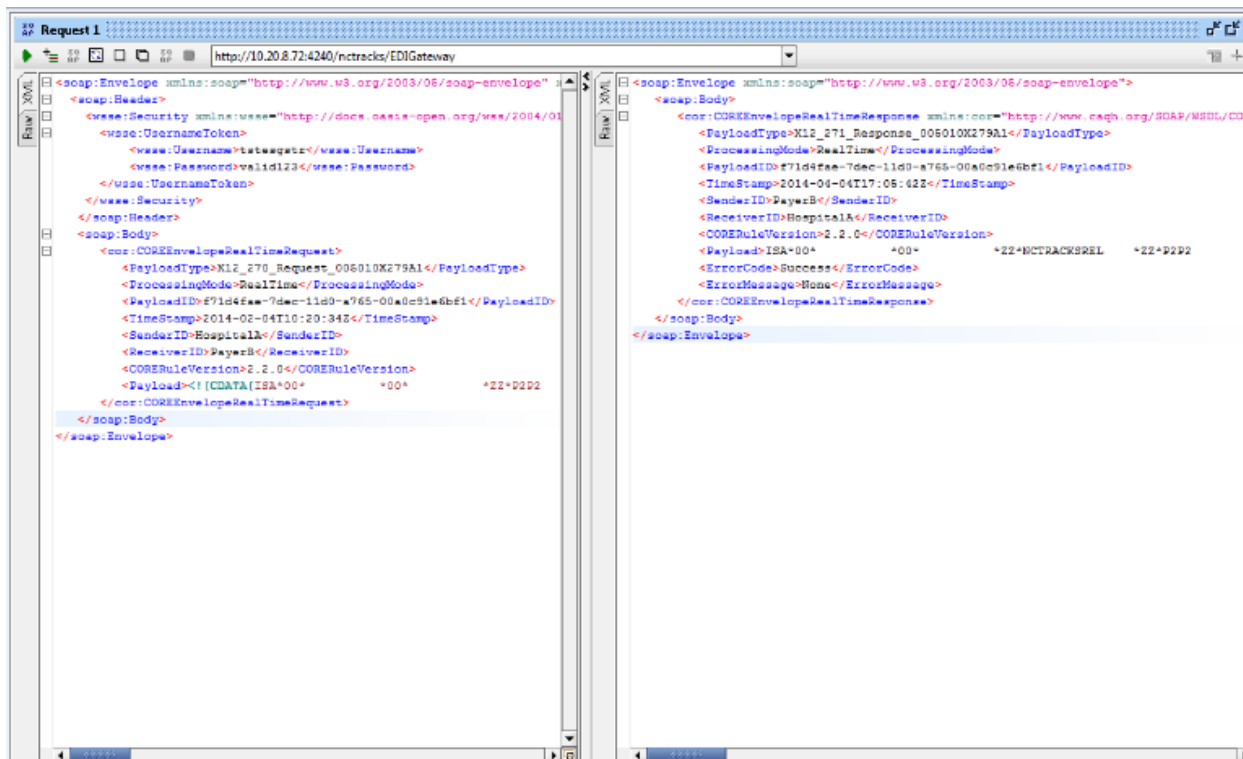 Request 1
http://10.20.8.72:4240/nctracks/EDIGateway
XML
Raw
<soap:Envelope xmlns:soap="http://www.w3.org/2003/05/soap-envelope"
<soap:Header>
<wsse:Security xmlns:wsse="http://docs.oasis-open.org/wss/2004/01
<wsse:UsernameToken>
<wsse:Username>tstesgstr</wsse:Username>
<wsse:Password>valid123</wsse:Password>
</wsse:UsernameToken>
</wsse:Security>
</soap:Header>
<soap:Body>
<cor:COREEnvelopeRealTimeRequest>
<PayloadType>X12_270_Request_005010X279A1</PayloadType>
<ProcessingMode>RealTime</ProcessingMode>
<PayloadID>f71d4fae-7dec-11d0-a765-00a0c91e6bf1</PayloadID>
<TimeStamp>2014-02-04T10:20:34Z</TimeStamp>
<SenderID>HospitalA</SenderID>
<ReceiverID>PayerB</ReceiverID>
<CORERuleVersion>2.2.0</CORERuleVersion>
<Payload><![CDATA[ISA*00* *00* *ZZ*P2P2
</cor:COREEnvelopeRealTimeRequest>
</soap:Body>
</soap:Envelope>
XML
Raw
<soap:Envelope xmlns:soap="http://www.w3.org/2003/05/soap-envelope">
<soap:Body>
<cor:COREEnvelopeRealTimeResponse xmlns:cor="http://www.caqh.org/SOAP/WSDL/CO
<PayloadType>X12_271_Response_005010X279A1</PayloadType>
<ProcessingMode>RealTime</ProcessingMode>
<PayloadID>f71d4fae-7dec-11d0-a765-00a0c91e6bf1</PayloadID>
<TimeStamp>2014-04-04T17:05:42Z</TimeStamp>
<SenderID>PayerB</SenderID>
<ReceiverID>HospitalA</ReceiverID>
<CORERuleVersion>2.2.0</CORERuleVersion>
<Payload>ISA*00* *00* *ZZ*NCTRACKSREL *ZZ*P2P2
<ErrorCode>Success</ErrorCode>
<ErrorMessage>None</ErrorMessage>
</cor:COREEnvelopeRealTimeResponse>
</soap:Body>
</soap:Envelope>